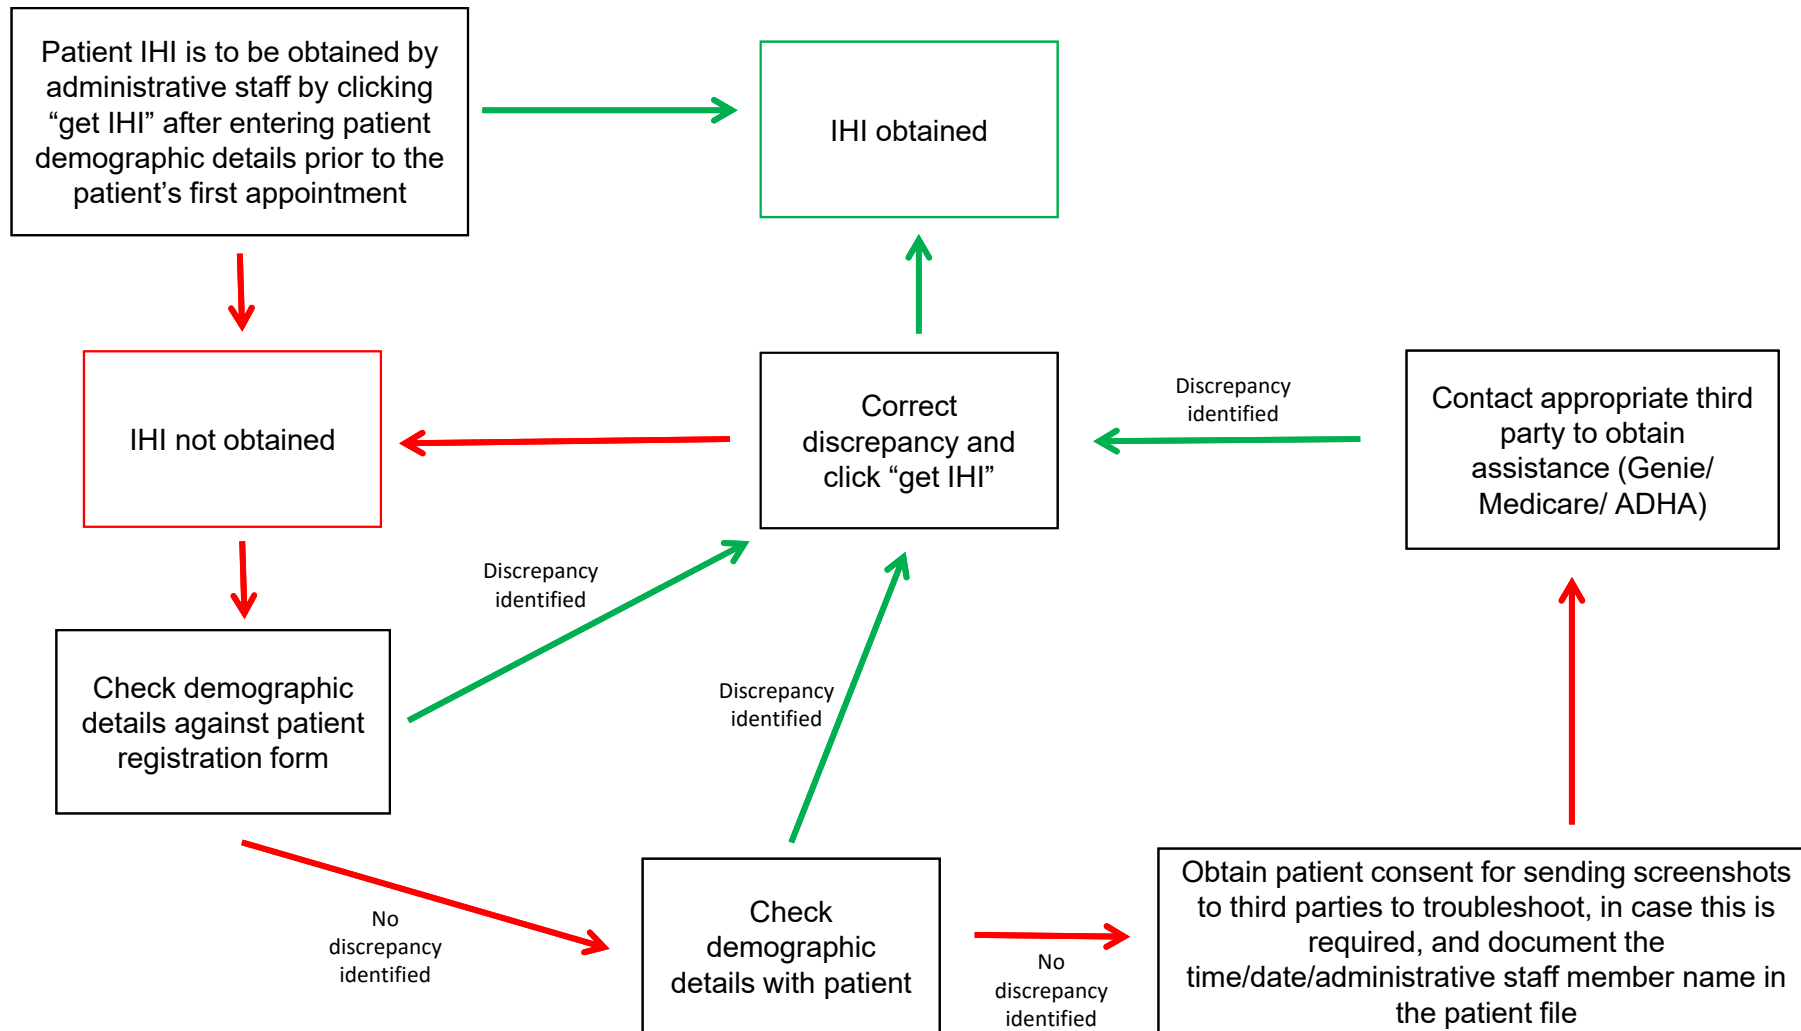 Patient IHI is to be obtained by
administrative staff by clicking
“get IHI” after entering patient
demographic details prior to the
patient’s first appointment
IHI obtained
IHI not obtained
Correct
discrepancy and
click “get IHI”
Discrepancy
identified
Contact appropriate third
party to obtain
assistance (Genie/
Medicare/ ADHA)
Discrepancy
identified
Check demographic
details against patient
registration form
Discrepancy
identified
No
discrepancy
identified
Check
demographic
details with patient
No
discrepancy
identified
Obtain patient consent for sending screenshots
to third parties to troubleshoot, in case this is
required, and document the
time/date/administrative staff member name in
the patient file